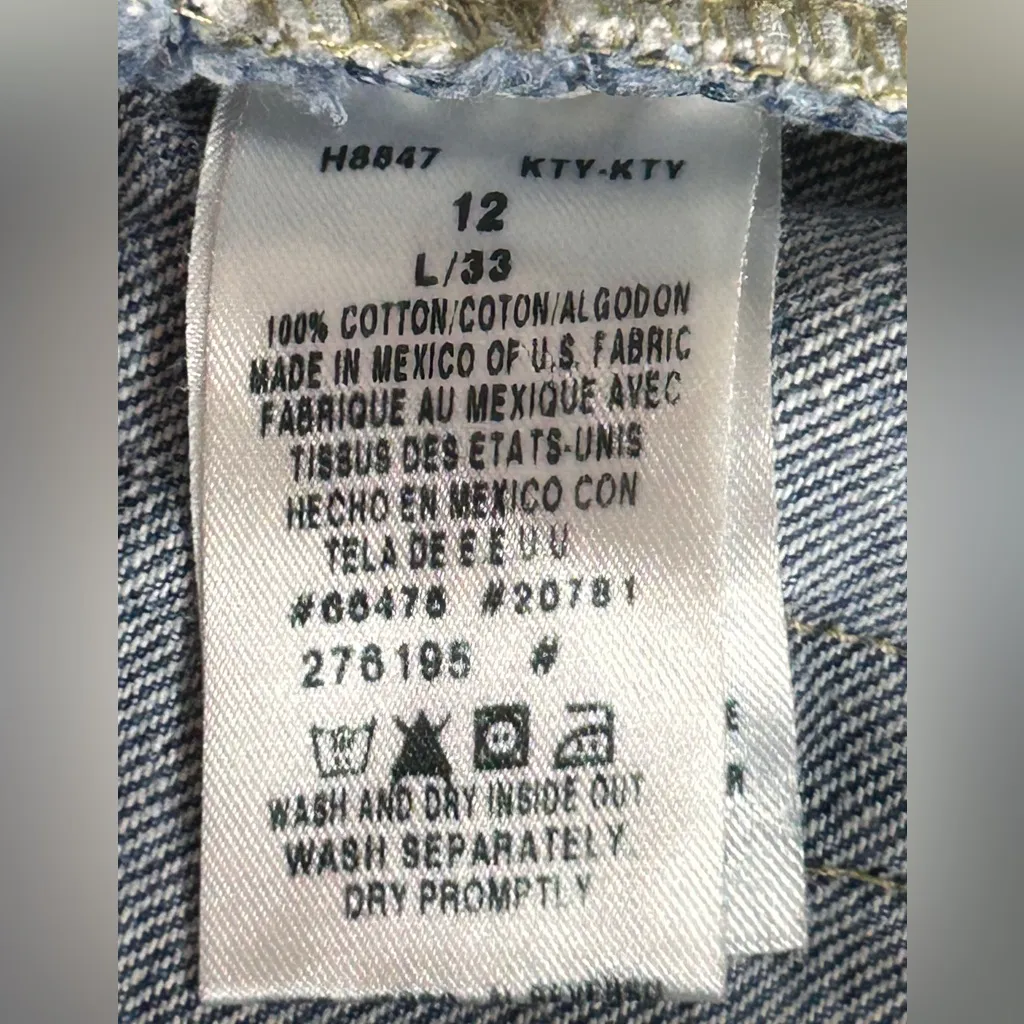 H8847 KTY-KTY
12
L/33
100% COTTON/COTON/ALGODON
MADE IN MEXICO OF U.S. FABRIC
FABRIQUE AU MEXIQUE AVEC
TISSUS DES ETATS-UNIS
HECHO EN MEXICO CON
TELA DE E E U U
#66476 #20781
276195 #
WASH AND DRY INSIDE OUT
WASH SEPARATELY.
DRY PROMPTLY
E
R